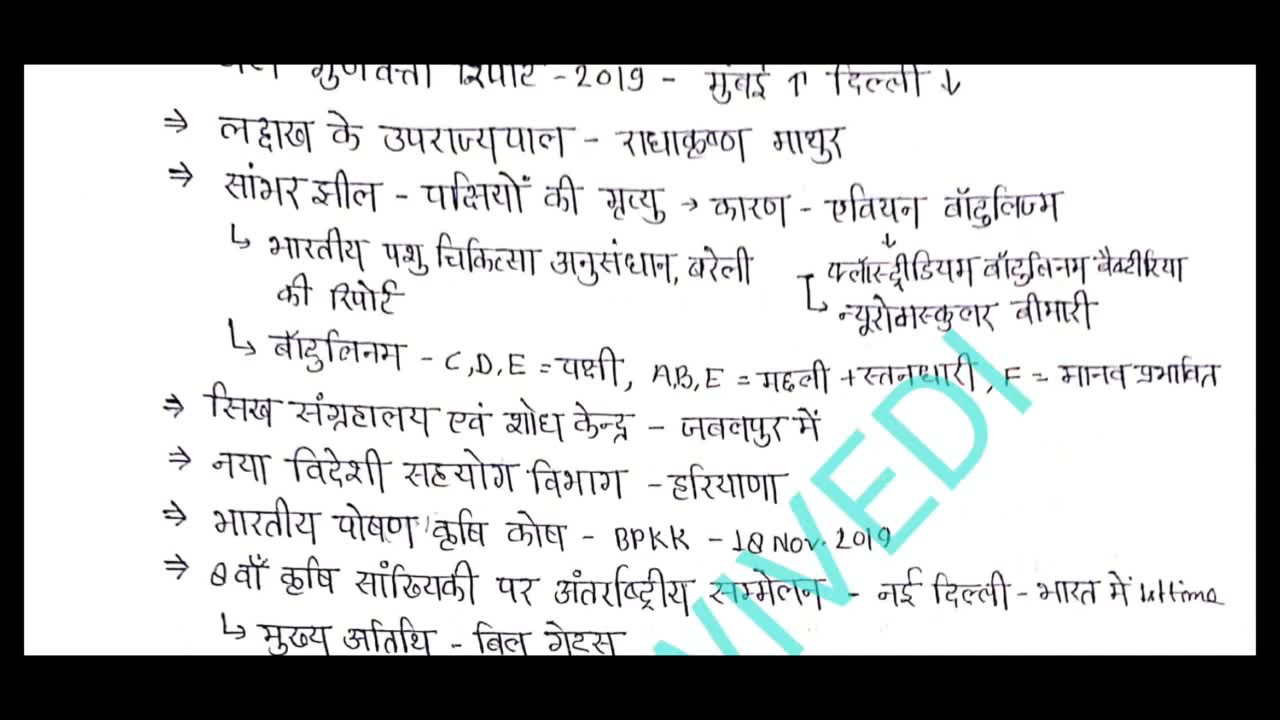 जल गुणवत्ता रिपोर्ट - 2019 - मुंबई ↑ दिल्ली ↓
⇒ लद्दाख के उपराज्यपाल - राधाकृष्ण माथुर
⇒ सांभर झील - पक्षियों की मृत्यु → कारण - एवियन बॉटुलिज्म
↳ भारतीय पशु चिकित्सा अनुसंधान, बरेली की रिपोर्ट
↓ क्लॉस्ट्रीडियम बॉटुलिनम बैक्टीरिया
↳ न्यूरोमस्कुलर बीमारी
↳ बॉटुलिनम - C, D, E = पक्षी, A,B,E = मछली + स्तनधारी, F = मानव प्रभावित
⇒ सिख संग्रहालय एवं शोध केन्द्र - जबलपुर में
⇒ नया विदेशी सहयोग विभाग - हरियाणा
⇒ भारतीय पोषण कृषि कोष - BPKK - 18 Nov. 2019
⇒ 8वाँ कृषि सांख्यिकी पर अंतर्राष्ट्रीय सम्मेलन - नई दिल्ली - भारत में 1st time
↳ मुख्य अतिथि - बिल गेट्स
VIVEDI